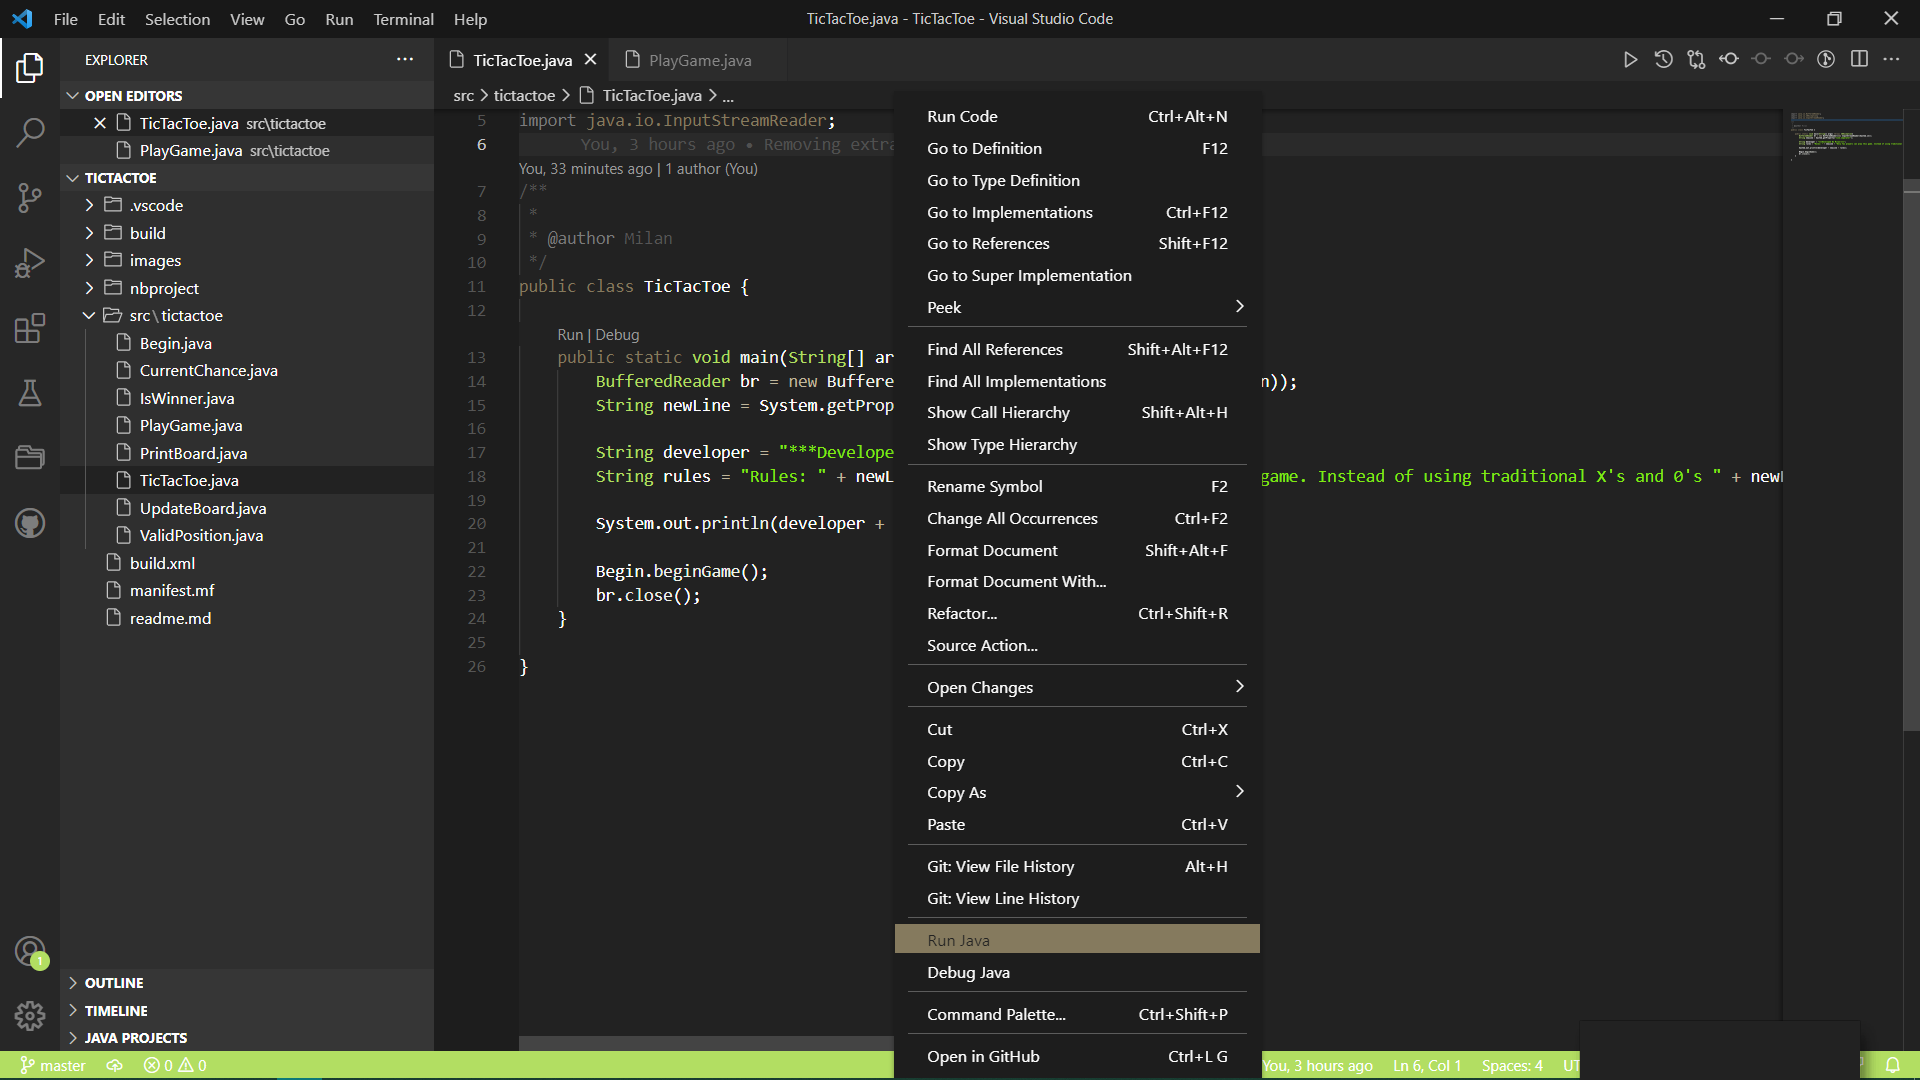 File Edit Selection View Go Run Terminal Help
TicTacToe.java - TicTacToe - Visual Studio Code
EXPLORER
OPEN EDITORS
TicTacToe.java src\tictactoe
PlayGame.java src\tictactoe
TICTACTOE
.vscode
build
images
nbproject
src\tictactoe
Begin.java
CurrentChance.java
IsWinner.java
PlayGame.java
PrintBoard.java
TicTacToe.java
UpdateBoard.java
ValidPosition.java
build.xml
manifest.mf
readme.md
OUTLINE
TIMELINE
JAVA PROJECTS
1
TicTacToe.java
PlayGame.java
src > tictactoe > TicTacToe.java > ...
5 import java.io.InputStreamReader;
6 You, 3 hours ago • Removing extra
You, 33 minutes ago | 1 author (You)
7 /**
8 *
9 * @author Milan
10 */
11 public class TicTacToe {
12
Run | Debug
13 public static void main(String[] ar
14 BufferedReader br = new Buffere n));
15 String newLine = System.getProp
16
17 String developer = "***Develope
18 String rules = "Rules: " + newL game. Instead of using traditional X's and 0's " + newl
19
20 System.out.println(developer +
21
22 Begin.beginGame();
23 br.close();
24 }
25
26 }
Run Code Ctrl+Alt+N
Go to Definition F12
Go to Type Definition
Go to Implementations Ctrl+F12
Go to References Shift+F12
Go to Super Implementation
Peek
Find All References Shift+Alt+F12
Find All Implementations
Show Call Hierarchy Shift+Alt+H
Show Type Hierarchy
Rename Symbol F2
Change All Occurrences Ctrl+F2
Format Document Shift+Alt+F
Format Document With...
Refactor... Ctrl+Shift+R
Source Action...
Open Changes
Cut Ctrl+X
Copy Ctrl+C
Copy As
Paste Ctrl+V
Git: View File History Alt+H
Git: View Line History
Run Java
Debug Java
Command Palette... Ctrl+Shift+P
Open in GitHub Ctrl+L G
master 0 0 You, 3 hours ago Ln 6, Col 1 Spaces: 4 UT